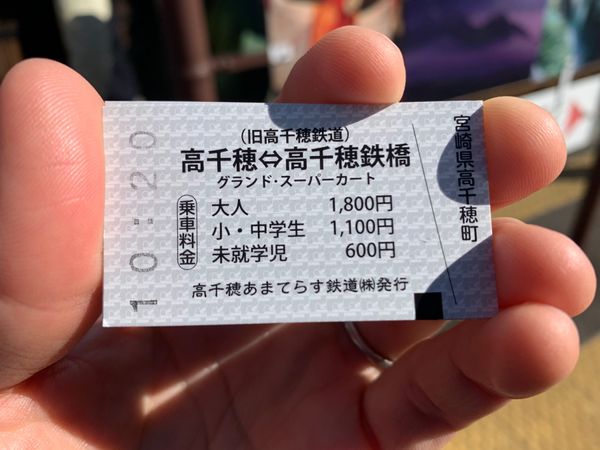 (旧高千穂鉄道)
高千穂⇔高千穂鉄橋
グランド・スーパーカート
乗車料金
大人 1,800円
小・中学生 1,100円
未就学児 600円
高千穂あまてらす鉄道㈱発行
宮崎県高千穂町
10:20